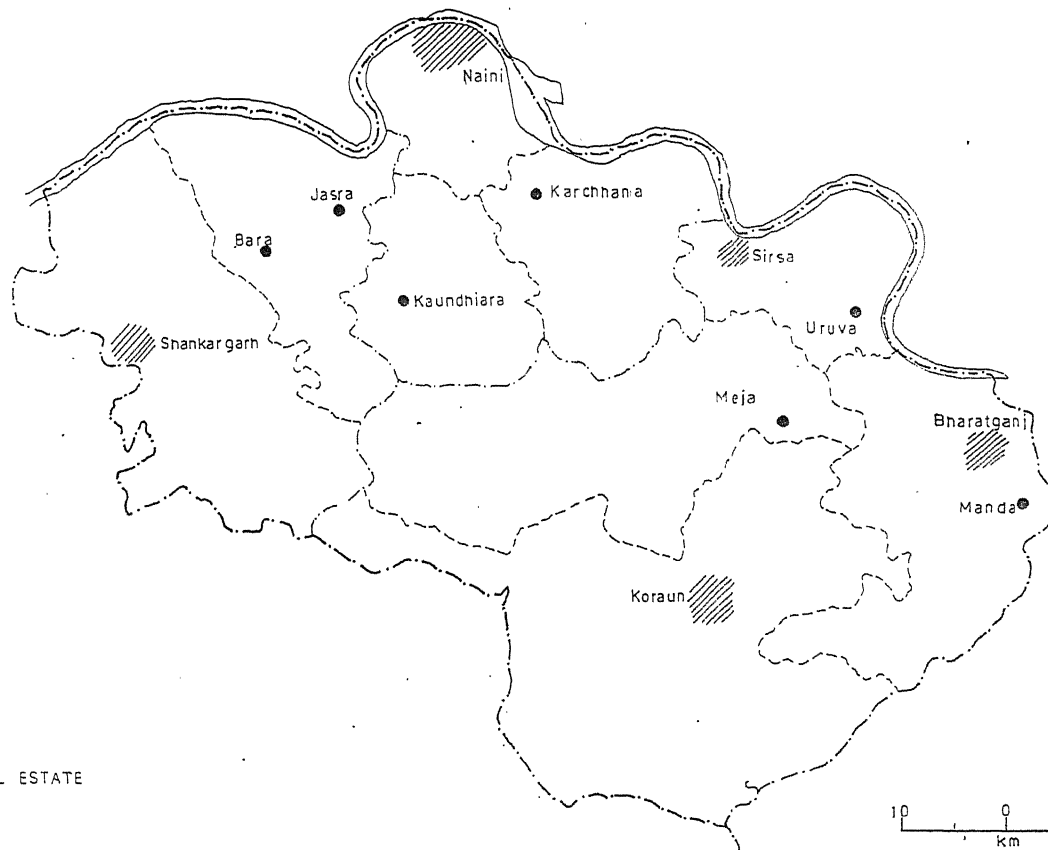 Naini
Jasra
Karchhana
Bara
Sirsa
Kaundhiara
Uruva
Shankargarh
Meja
Bharatganj
Manda
Koraun
L ESTATE
10 0
km